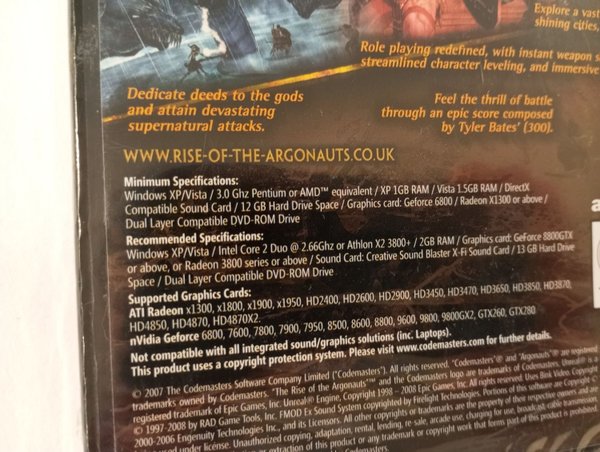 Explore a vast
shining cities,
Role playing redefined, with instant weapon s
streamlined character leveling, and immersive
Dedicate deeds to the gods
and attain devastating
supernatural attacks.
Feel the thrill of battle
through an epic score composed
by Tyler Bates' (300).
WWW.RISE-OF-THE-ARGONAUTS.CO.UK
Minimum Specifications:
Windows XP/Vista / 3.0 Ghz Pentium or AMD™ equivalent / XP 1GB RAM / Vista 1.5GB RAM / DirectX
Compatible Sound Card / 12 GB Hard Drive Space / Graphics card: GeForce 6800 / Radeon X1300 or above /
Dual Layer Compatible DVD-ROM Drive
Recommended Specifications:
Windows XP/Vista / Intel Core 2 Duo @ 2.66Ghz or Athlon X2 3800+ / 2GB RAM / Graphics card: GeForce 8800GTX
or above, or Radeon 3800 series or above / Sound Card: Creative Sound Blaster X-Fi Sound Card / 13 GB Hard Drive
Space / Dual Layer Compatible DVD-ROM Drive
Supported Graphics Cards:
ATI Radeon x1300, x1800, x1900, x1950, HD2400, HD2600, HD2900, HD3450, HD3470, HD3650, HD3850, HD3870,
HD4850, HD4870, HD4870X2.
nVidia Geforce 6800, 7600, 7800, 7900, 7950, 8500, 8600, 8800, 9600, 9800, 9800GX2, GTX260, GTX280
Not compatible with all integrated sound/graphics solutions (inc. Laptops).
This product uses a copyright protection system. Please visit www.codemasters.com for further details.
© 2007 The Codemasters Software Company Limited ("Codemasters"). All rights reserved. "Codemasters"® and "Argonauts"® are registered
trademarks owned by Codemasters. "The Rise of the Argonauts"™ and the Codemasters logo are trademarks of Codemasters. Unreal® is a
registered trademark of Epic Games, Inc. Unreal® Engine, Copyright 1998 – 2008 Epic Games, Inc. All rights reserved. Uses Bink Video. Copyright
© 1997-2008 by RAD Game Tools, Inc. FMOD Ex Sound System copyrighted by Firelight Technologies. Portions of this software are Copyright ©
2000-2006 Engenuity Technologies, Inc., and its Licensors. All other copyrights or trademarks are the property of their respective owners and are
under license. Unauthorized copying, adaptation, rental, lending, re-sale, arcade use, charging for use, broadcast, cable transmission,
extraction of this product or any trademark or copyright work that forms part of this product is prohibited.